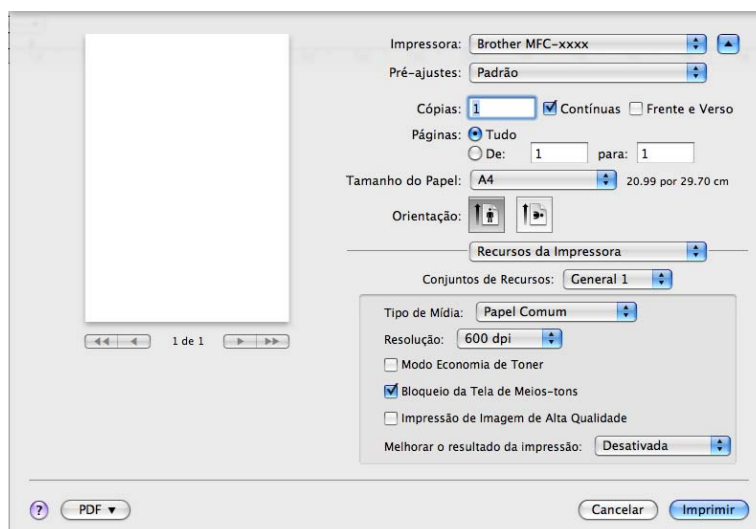 Impressora: Brother MFC-xxxx
Pré-ajustes: Padrão
Cópias: 1 Contínuas Frente e Verso
Páginas: Tudo
De: 1 para: 1
Tamanho do Papel: A4 20.99 por 29.70 cm
Orientação:
Recursos da Impressora
Conjuntos de Recursos: General 1
Tipo de Mídia: Papel Comum
Resolução: 600 dpi
Modo Economia de Toner
Bloqueio da Tela de Meios-tons
Impressão de Imagem de Alta Qualidade
Melhorar o resultado da impressão: Desativada
1 de 1
? PDF Cancelar Imprimir